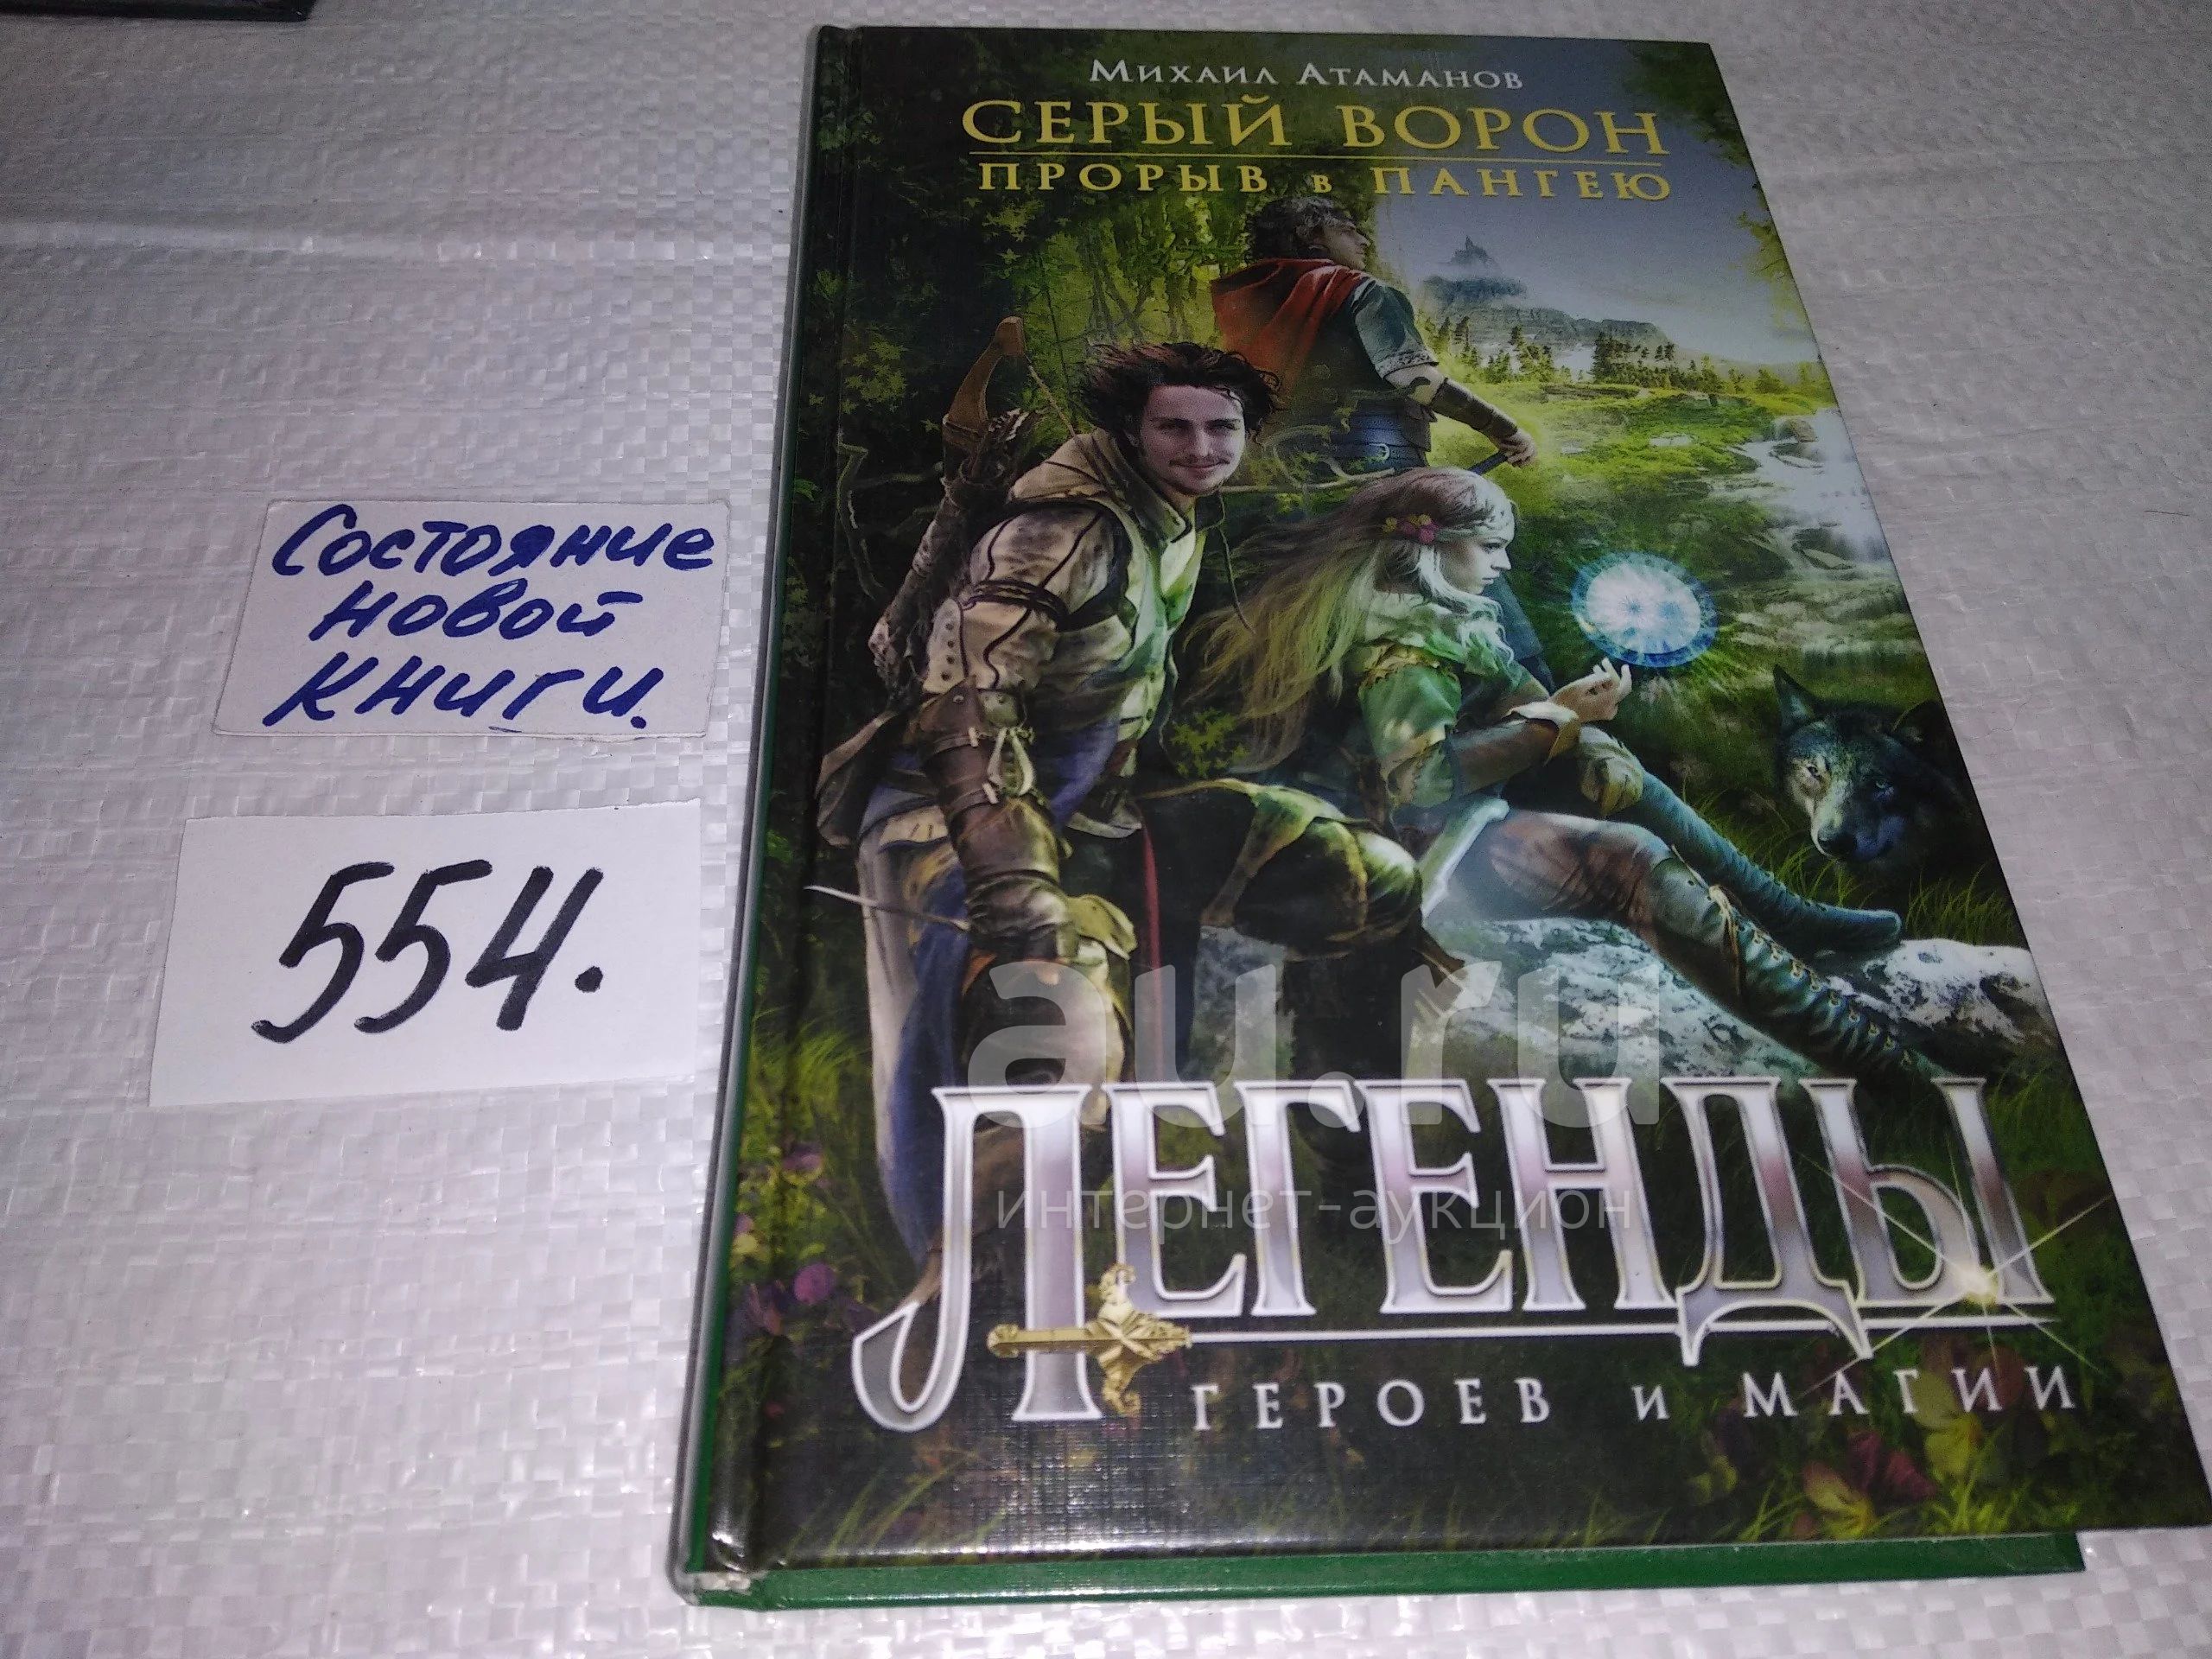 Михаил Атаманов
СЕРЫЙ ВОРОН
ПРОРЫВ в ПАНГЕЮ
Состояние
новой
книги.
554.
au.ru
интернет-аукцион
ЛЕГЕНДЫ
ГЕРОЕВ И МАГИИ